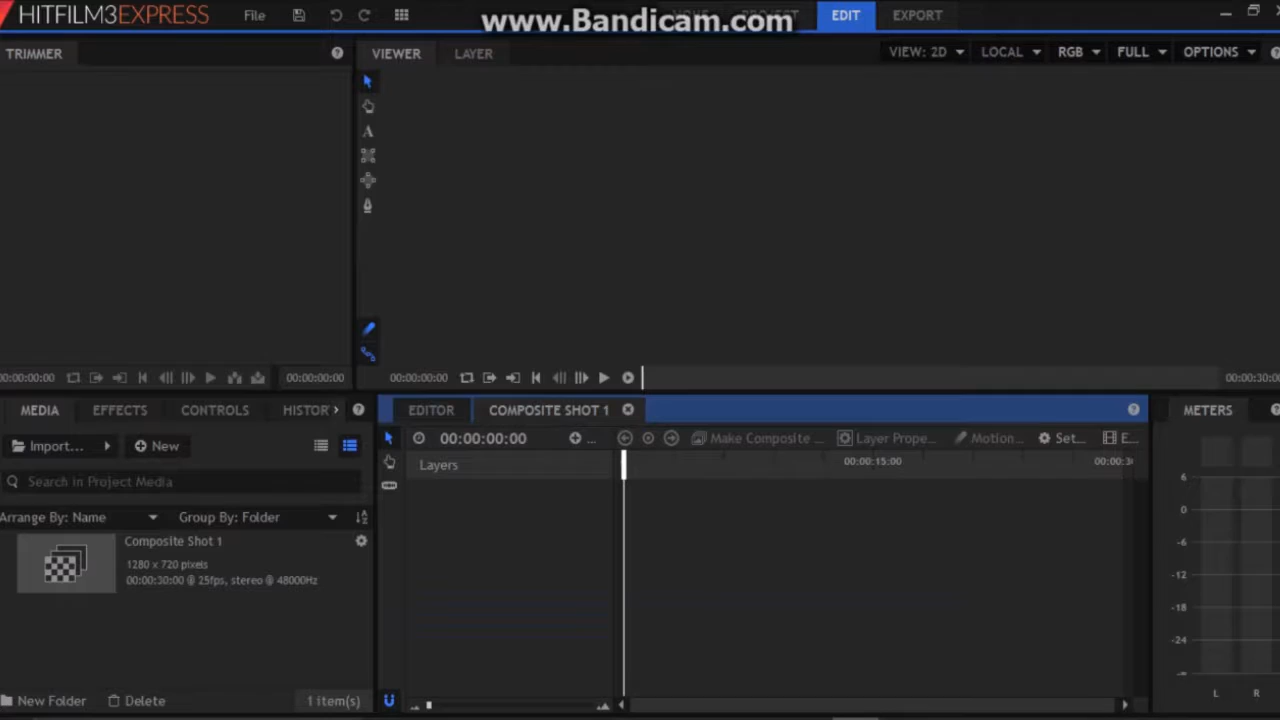 HITFILM3EXPRESS File www.Bandicam.com EDIT EXPORT
TRIMMER VIEWER LAYER VIEW: 2D LOCAL RGB FULL OPTIONS
A
00:00:00:00 00:00:00:00 00:00:00:00
MEDIA EFFECTS CONTROLS HISTOR EDITOR COMPOSITE SHOT 1 METERS
Import... New 00:00:00:00 ... Make Composite ... Layer Prope... Motion... Set... E...
Layers 00:00:15:00
Search in Project Media
6
Arrange By: Name Group By: Folder 0
Composite Shot 1 -6
1280 x 720 pixels
00:00:30:00 @ 25fps, stereo @ 48000Hz
-12
-18
-24
-∞
New Folder Delete 1 item(s) L R